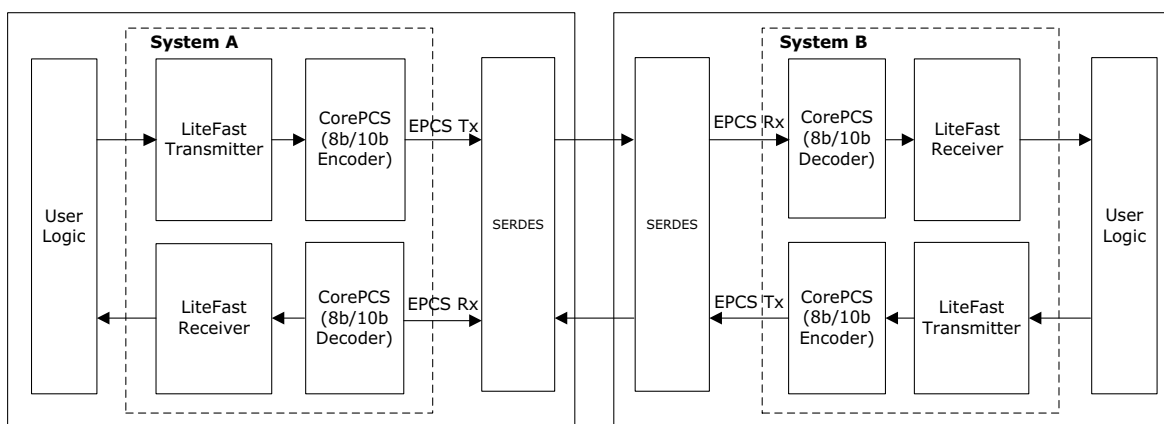 System A
System B
User
Logic
LiteFast
Transmitter
CorePCS
(8b/10b
Encoder)
EPCS Tx
LiteFast
Receiver
CorePCS
(8b/10b
Decoder)
EPCS Rx
SERDES
SERDES
EPCS Rx
CorePCS
(8b/10b
Decoder)
LiteFast
Receiver
EPCS Tx
CorePCS
(8b/10b
Encoder)
LiteFast
Transmitter
User
Logic